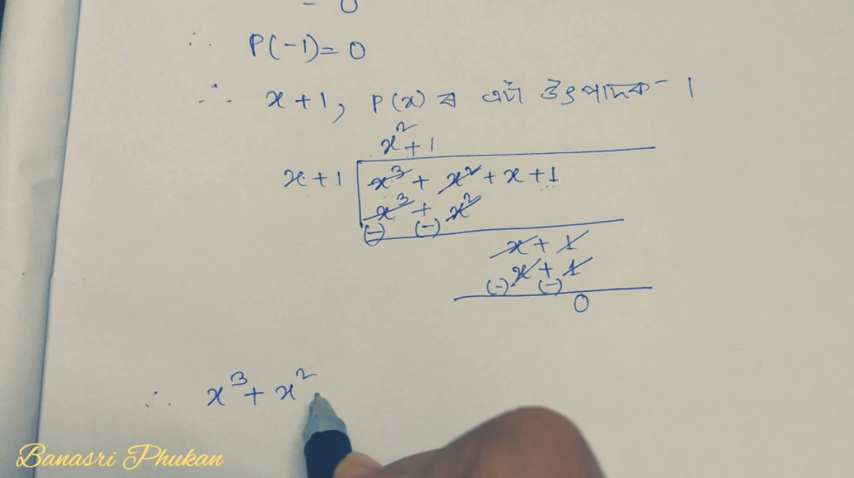 = 0
∴ P(-1) = 0
∴ x + 1, P(x) ৰ এটা উৎপাদক ।
x² + 1
x + 1 x³ + x² + x + 1
x³ + x²
(-) (-)
x + 1
x + 1
(-) (-)
0
∴ x³ + x²
Banasri Phukan